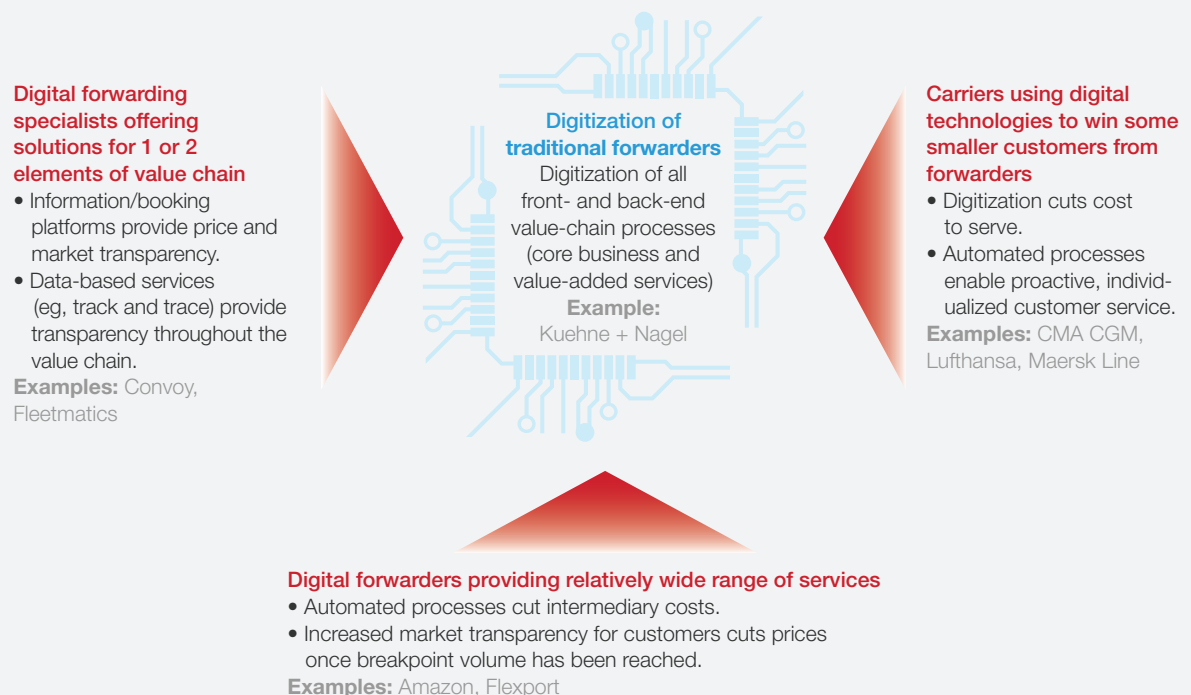 Digital forwarding
specialists offering
solutions for 1 or 2
elements of value chain
• Information/booking
platforms provide price and
market transparency.
• Data-based services
(eg, track and trace) provide
transparency throughout the
value chain.
Examples: Convoy,
Fleetmatics
Digitization of
traditional forwarders
Digitization of all
front- and back-end
value-chain processes
(core business and
value-added services)
Example:
Kuehne + Nagel
Carriers using digital
technologies to win some
smaller customers from
forwarders
• Digitization cuts cost
to serve.
• Automated processes
enable proactive, individ-
ualized customer service.
Examples: CMA CGM,
Lufthansa, Maersk Line
Digital forwarders providing relatively wide range of services
• Automated processes cut intermediary costs.
• Increased market transparency for customers cuts prices
once breakpoint volume has been reached.
Examples: Amazon, Flexport